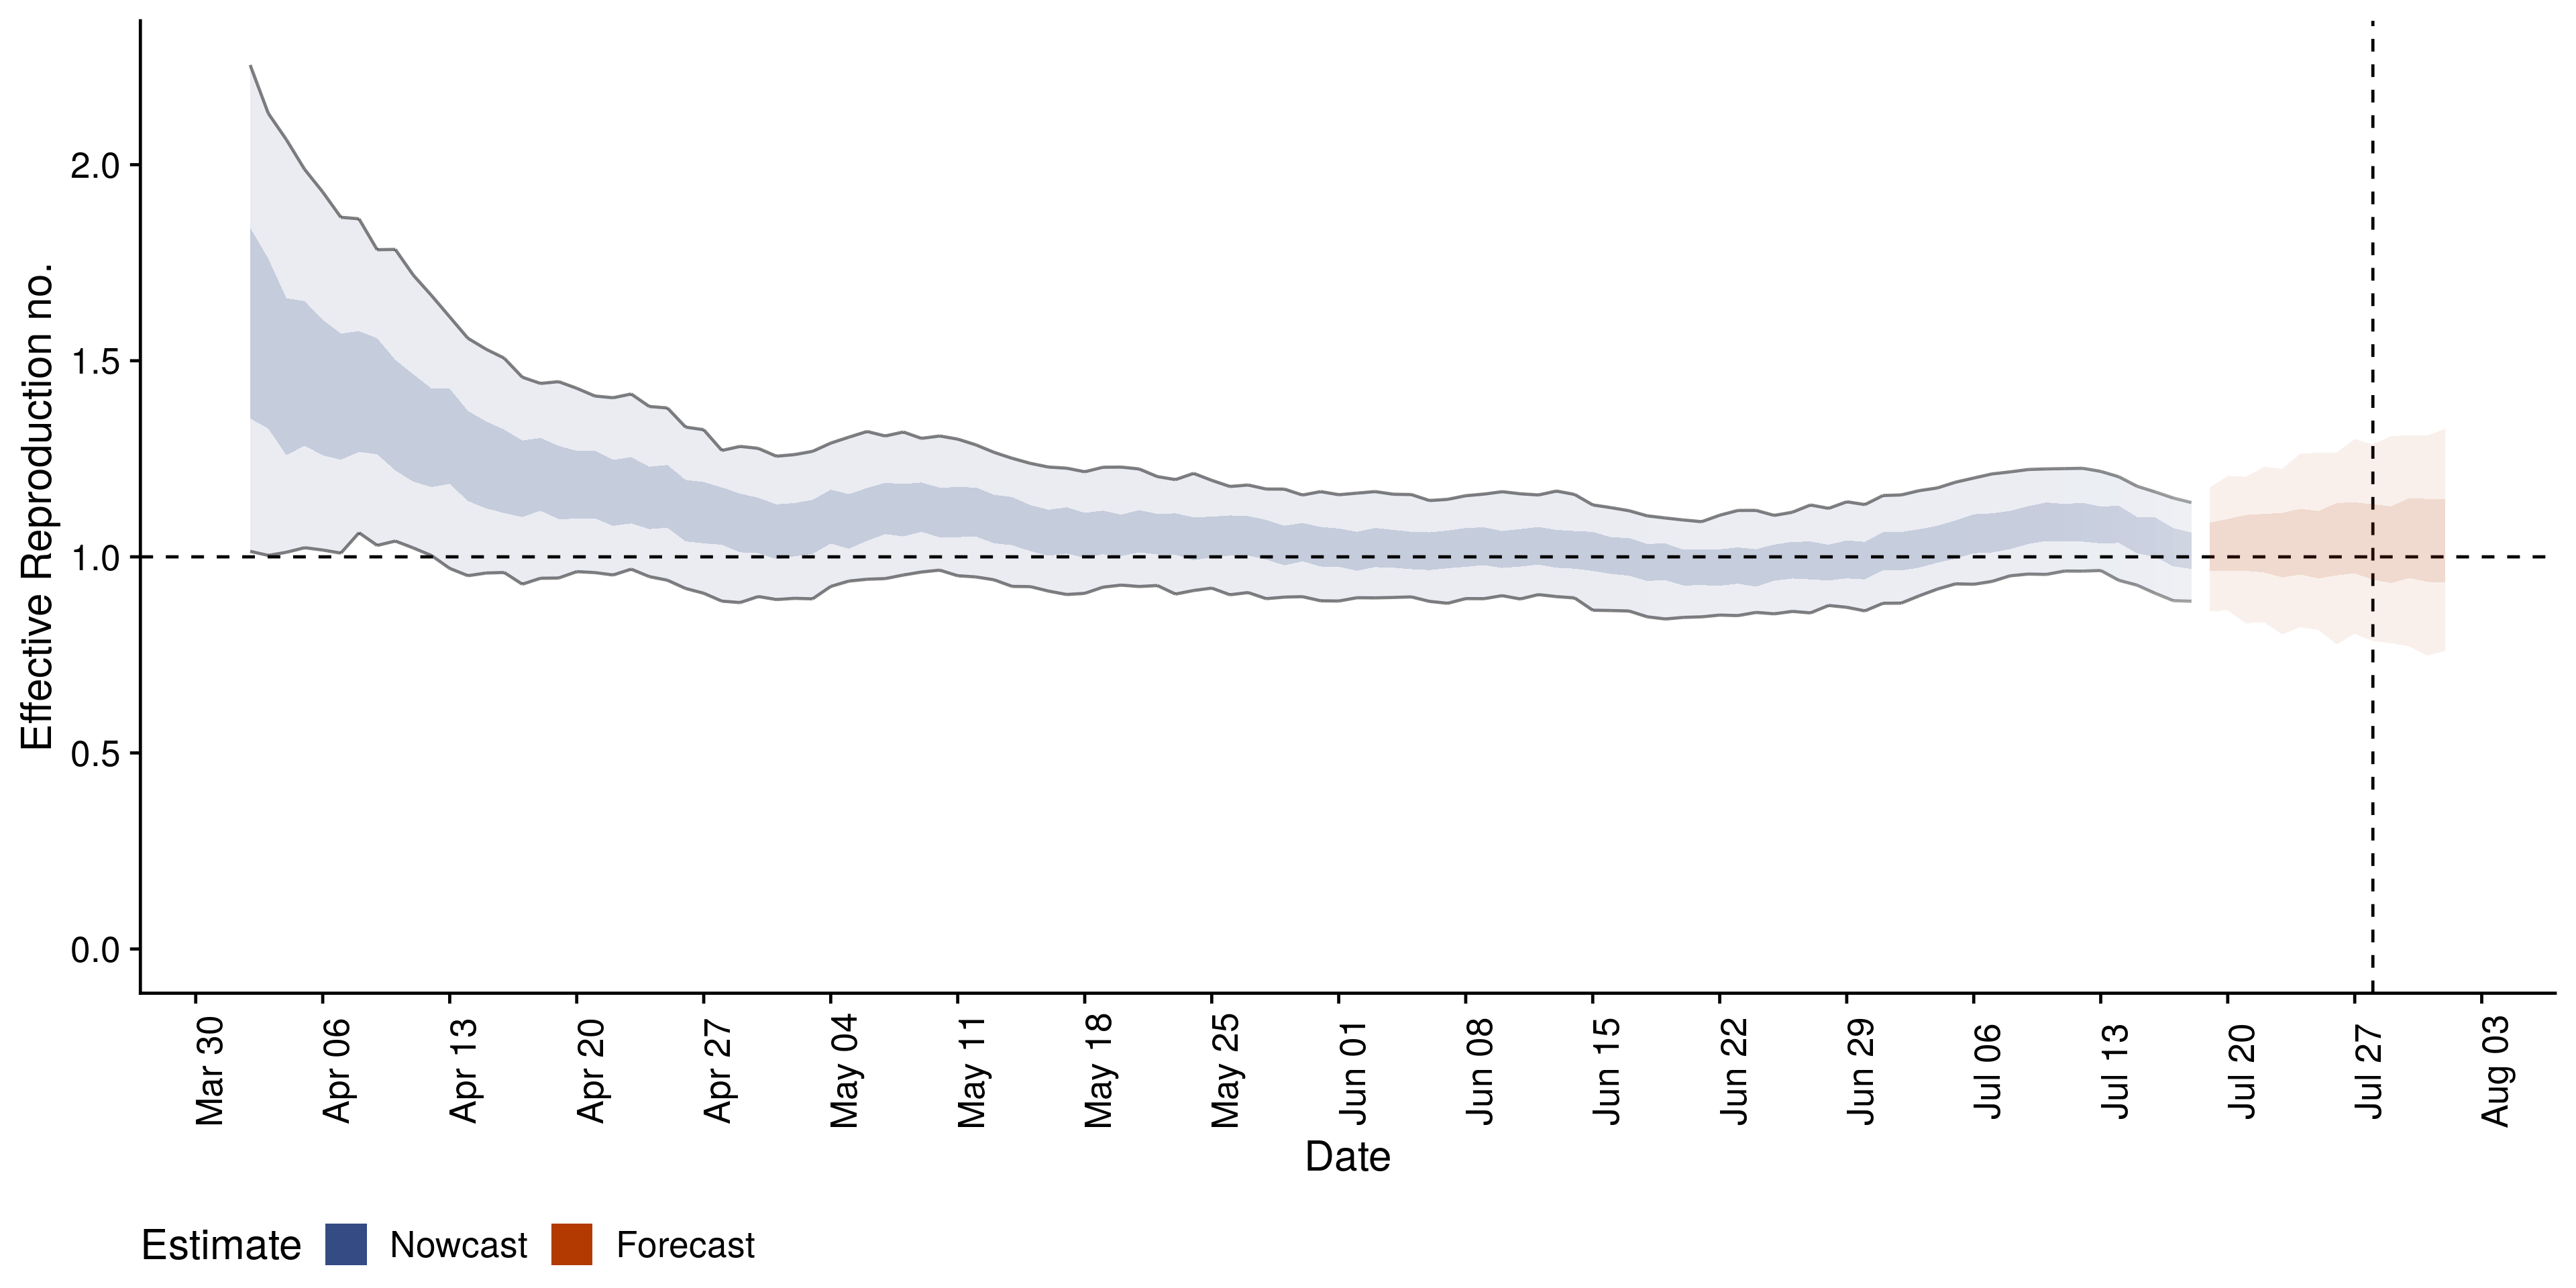 Effective Reproduction no.
2.0
1.5
1.0
0.5
0.0
Mar 30
Apr 06
Apr 13
Apr 20
Apr 27
May 04
May 11
May 18
May 25
Jun 01
Jun 08
Jun 15
Jun 22
Jun 29
Jul 06
Jul 13
Jul 20
Jul 27
Aug 03
Date
Estimate Nowcast Forecast